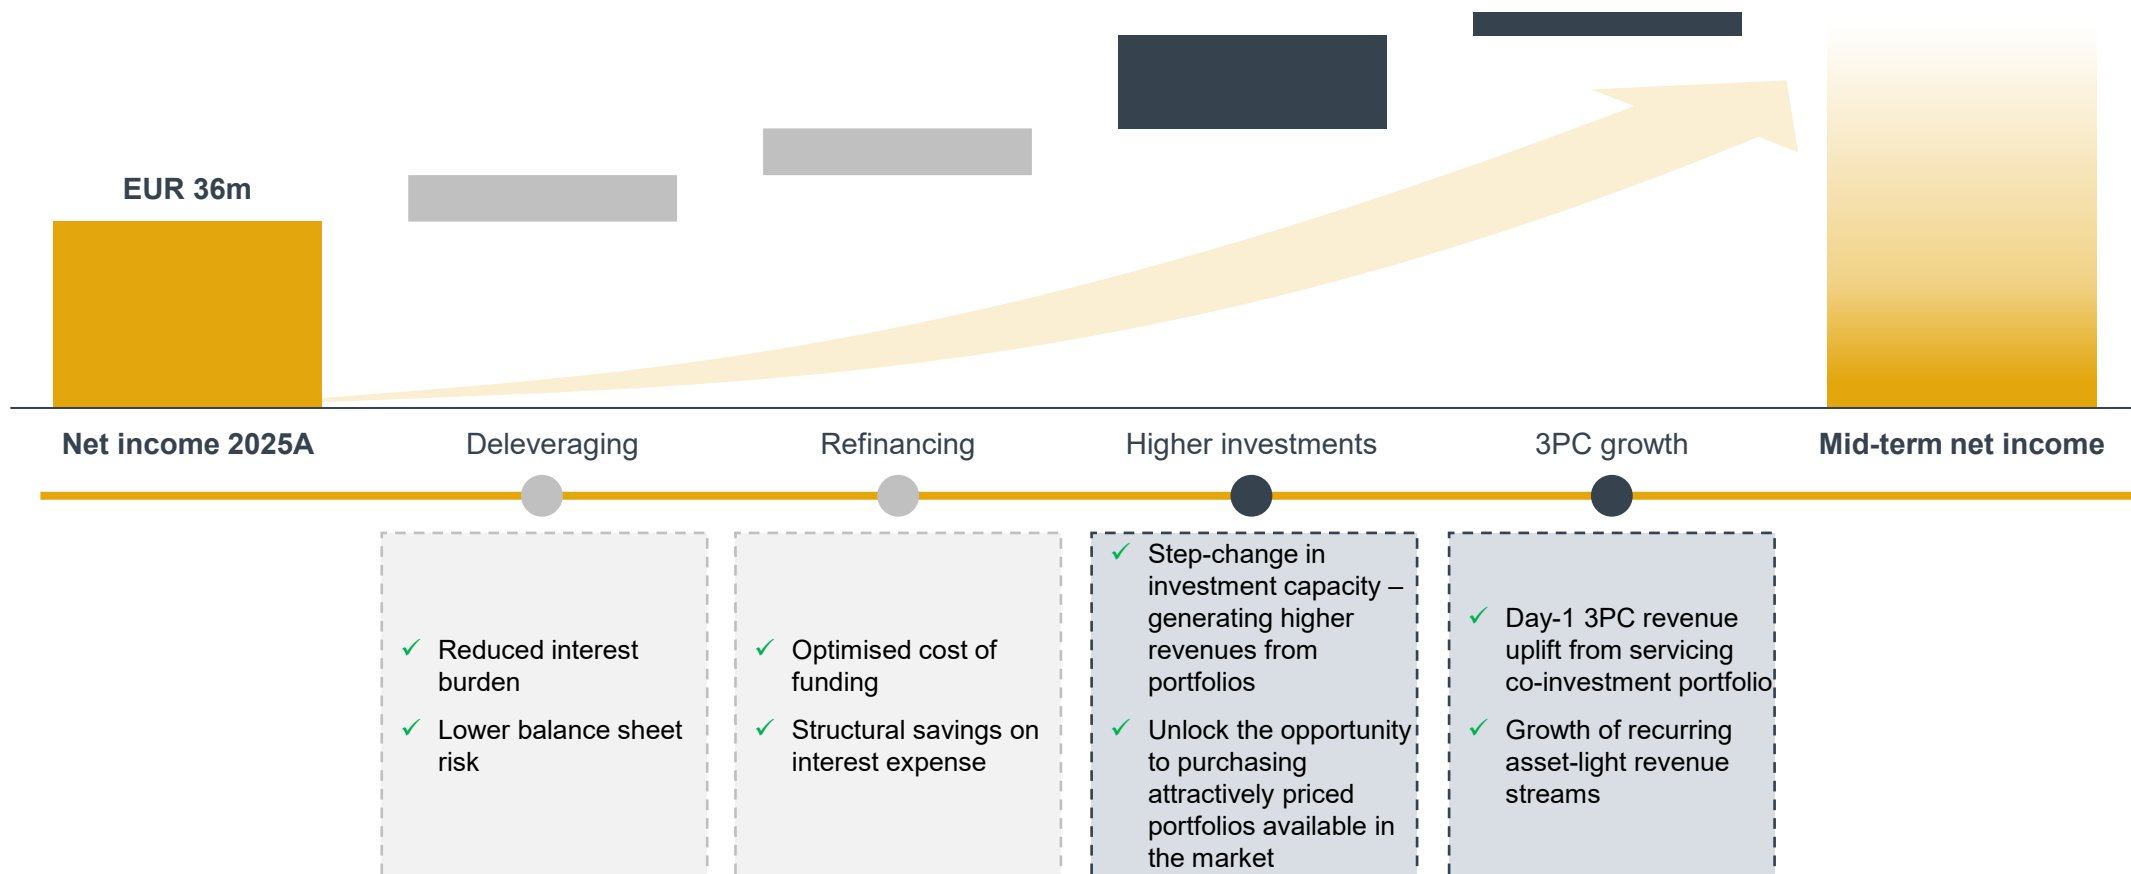 EUR 36m
Net income 2025A
Deleveraging
Refinancing
Higher investments
3PC growth
Mid-term net income
✓ Reduced interest
burden
✓ Lower balance sheet
risk
✓ Optimised cost of
funding
✓ Structural savings on
interest expense
✓ Step-change in
investment capacity –
generating higher
revenues from
portfolios
✓ Unlock the opportunity
to purchasing
attractively priced
portfolios available in
the market
✓ Day-1 3PC revenue
uplift from servicing
co-investment portfolio
✓ Growth of recurring
asset-light revenue
streams